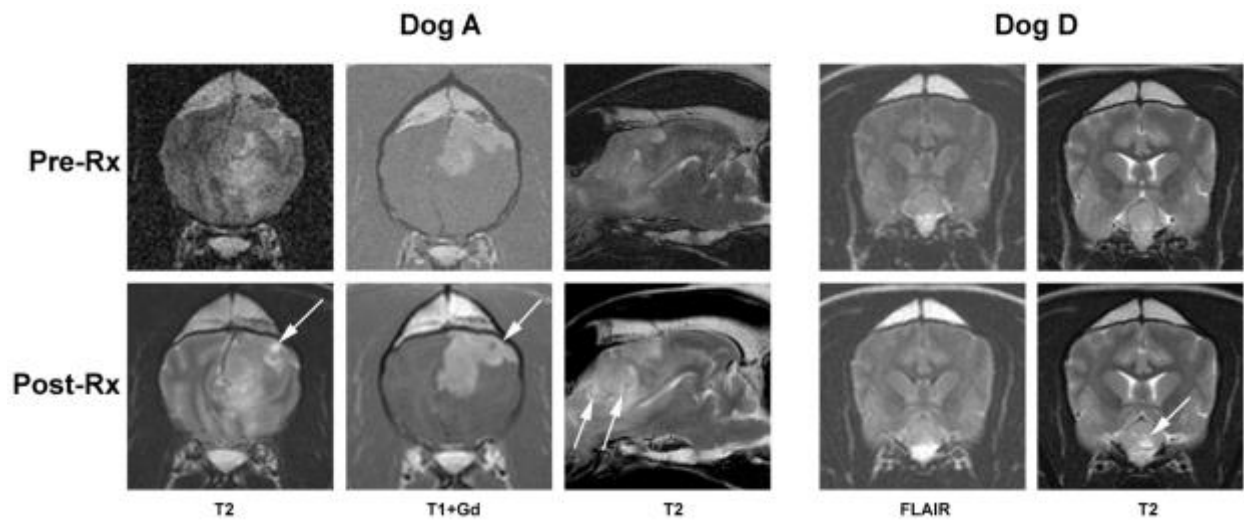 Dog A
Dog D
Pre-Rx
Post-Rx
T2
T1+Gd
T2
FLAIR
T2